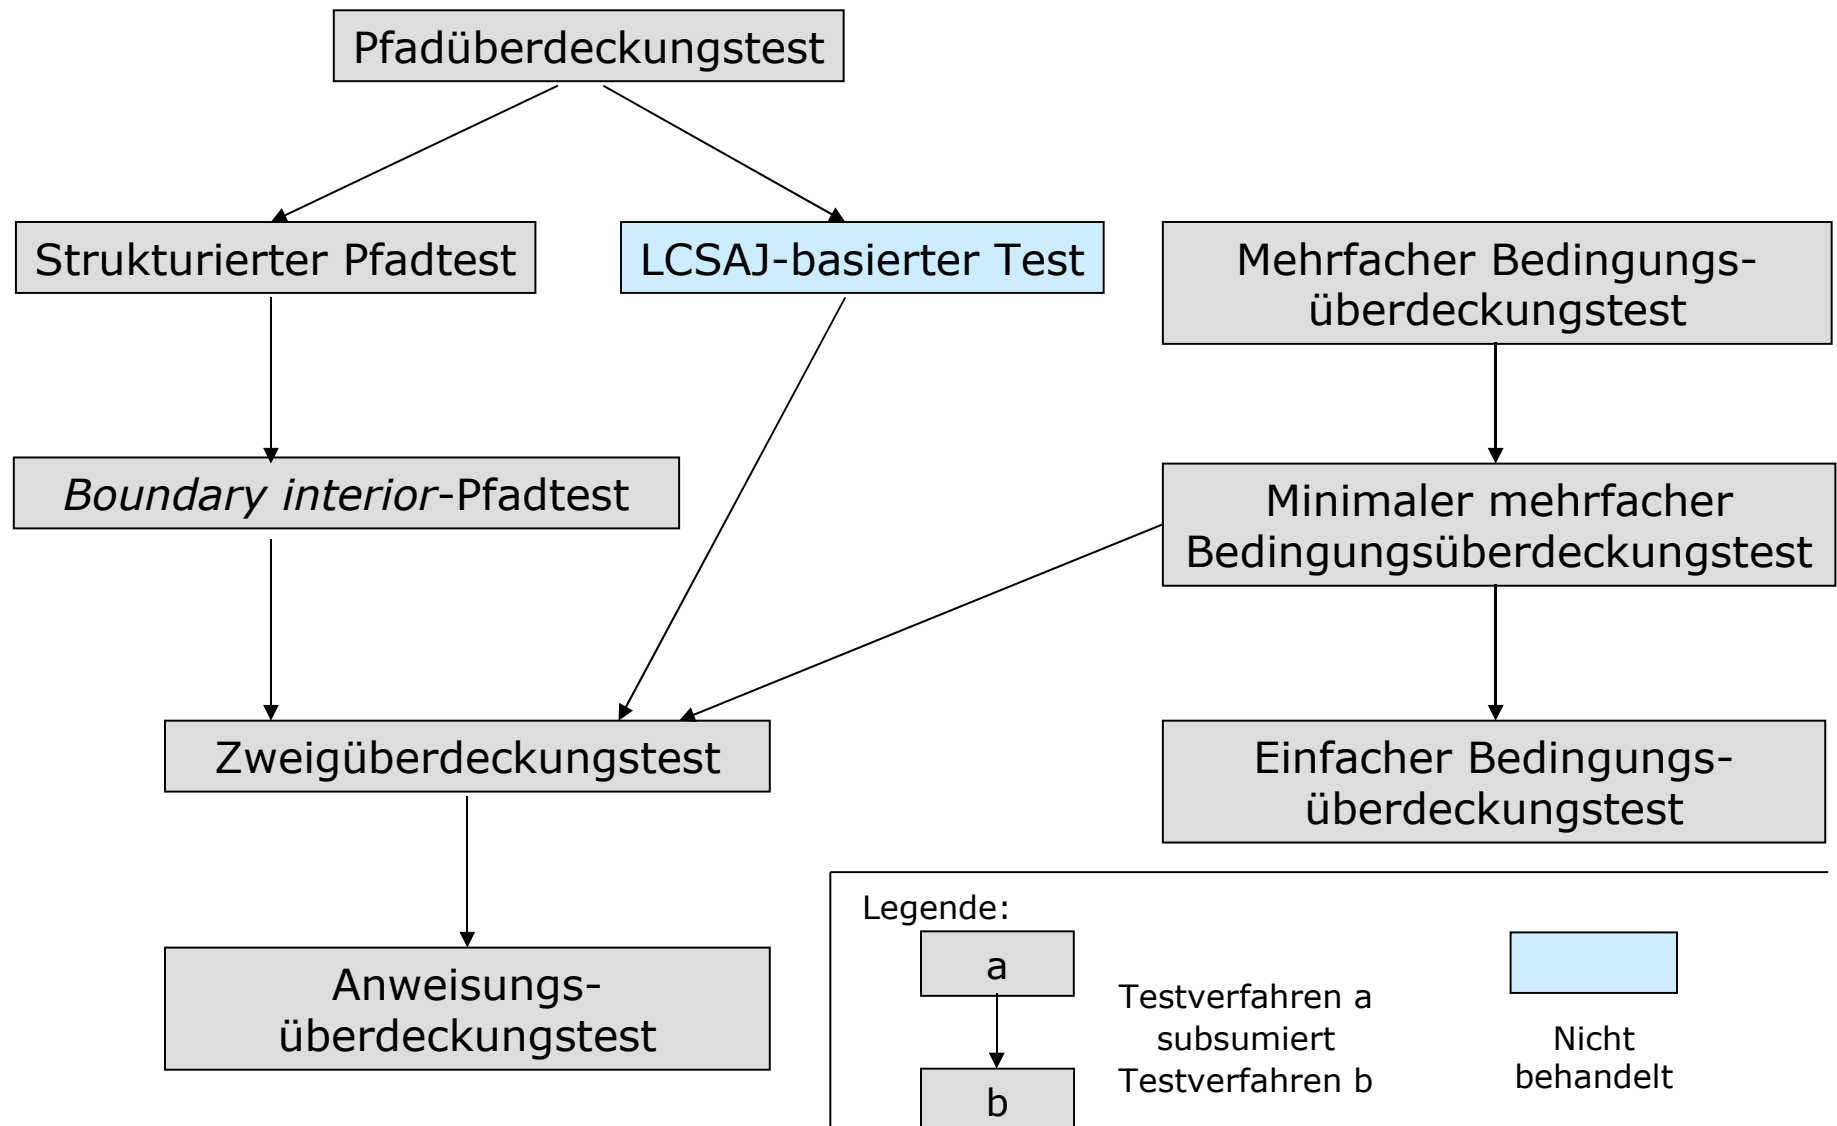 Pfadüberdeckungstest
Strukturierter Pfadtest
LCSAJ-basierter Test
Mehrfacher Bedingungs-
überdeckungstest
Boundary interior-Pfadtest
Minimaler mehrfacher
Bedingungsüberdeckungstest
Zweigüberdeckungstest
Einfacher Bedingungs-
überdeckungstest
Anweisungs-
überdeckungstest
Legende:
a
b
Testverfahren a
subsumiert
Testverfahren b
Nicht
behandelt